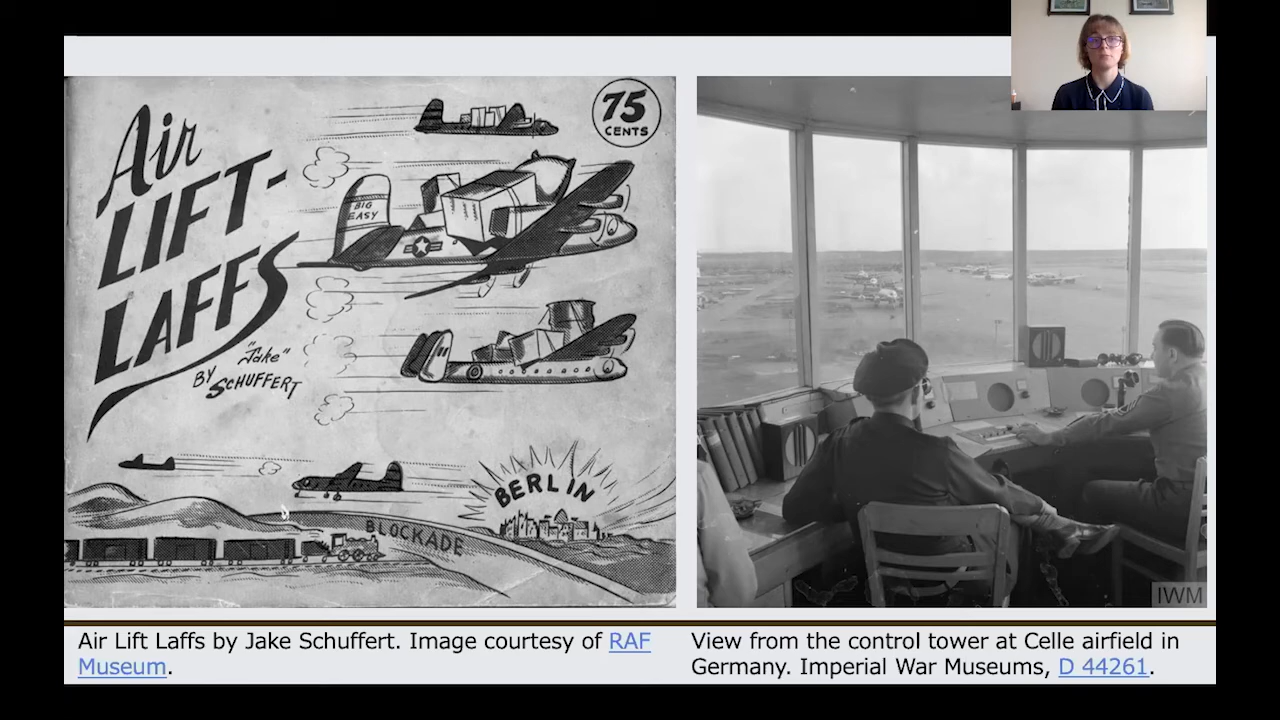 Air
LIFT-
LAFFS
"Jake"
BY SCHUFFERT
75
CENTS
BIG
EASY
BERLIN
BLOCKADE
IWM
Air Lift Laffs by Jake Schuffert. Image courtesy of RAF
Museum.
View from the control tower at Celle airfield in
Germany. Imperial War Museums, D 44261.